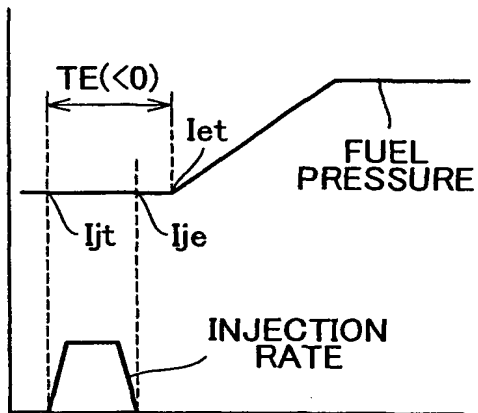 TE(<0)
Iet
FUEL
PRESSURE
Ijt
Ije
INJECTION
RATE